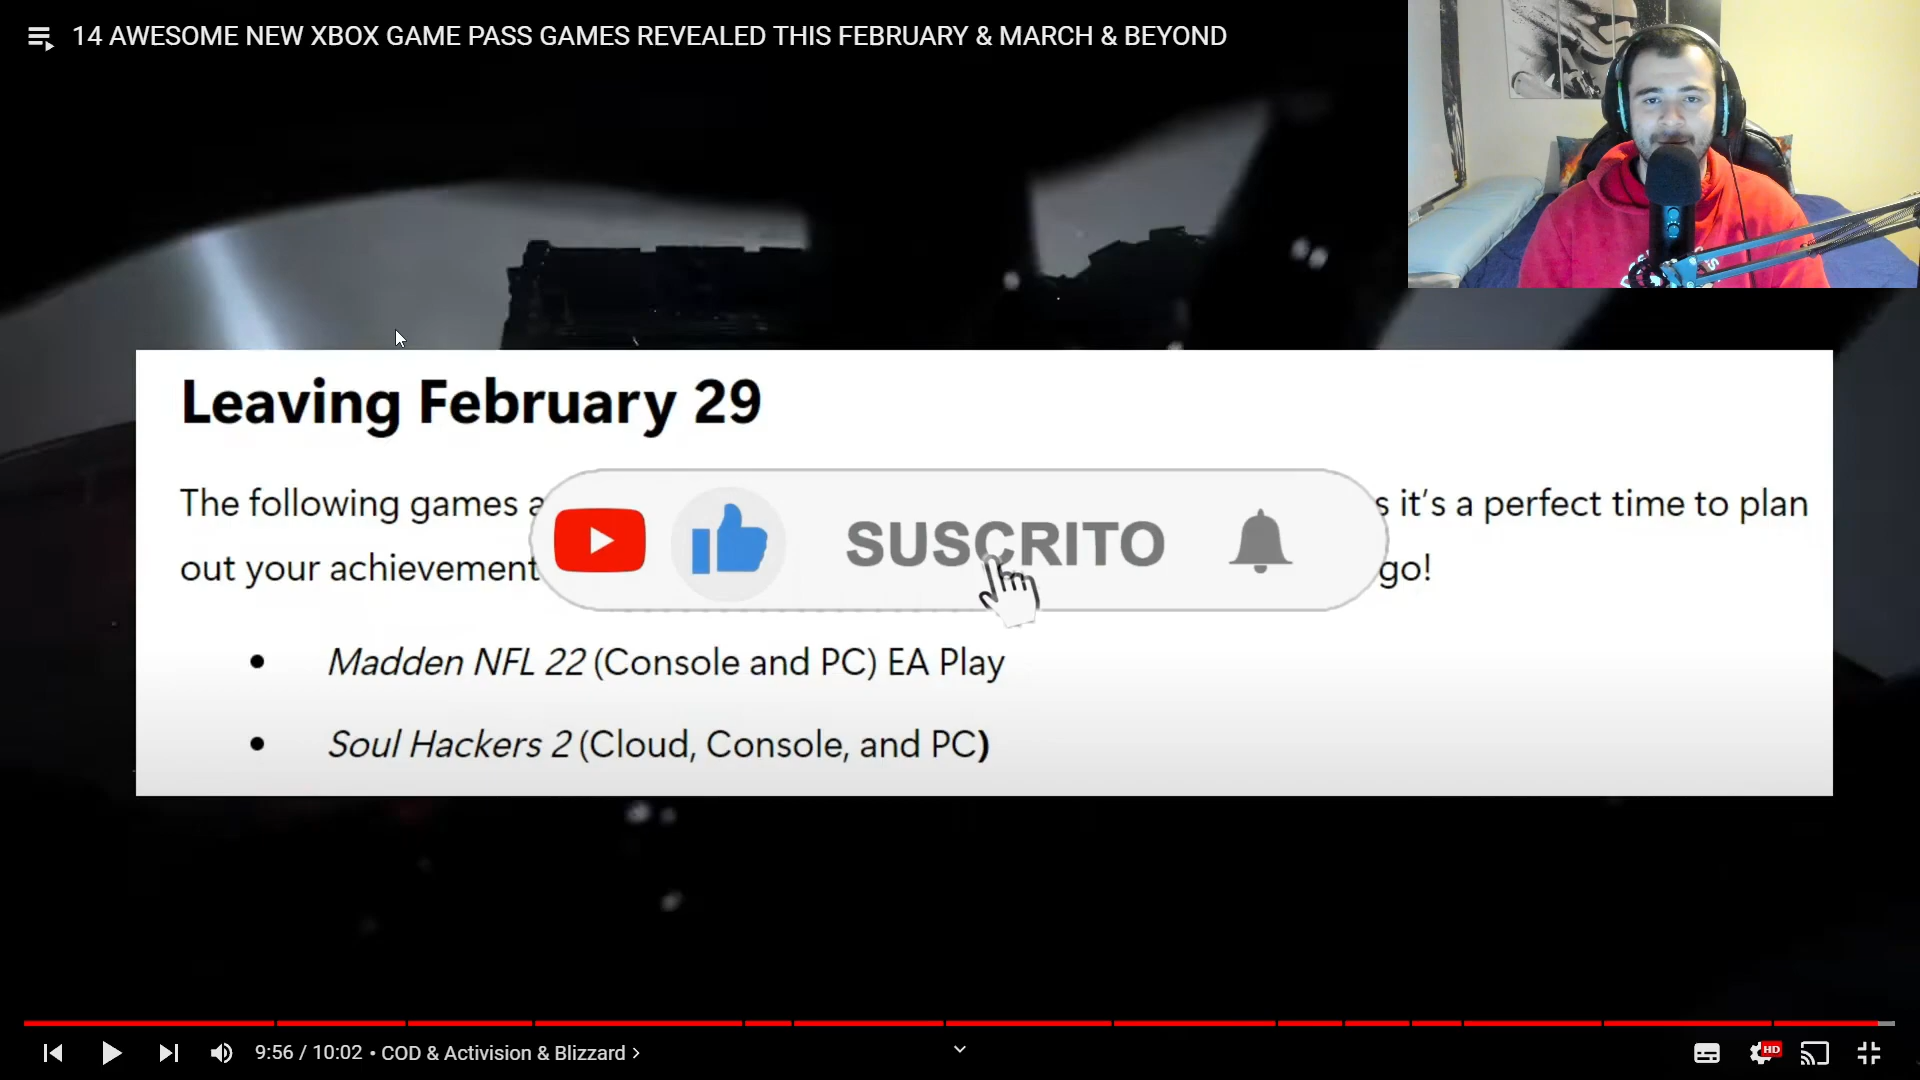 14 AWESOME NEW XBOX GAME PASS GAMES REVEALED THIS FEBRUARY & MARCH & BEYOND
Leaving February 29
The following games a
s it's a perfect time to plan
SUSCRITO
out your achievement
go!
• Madden NFL 22 (Console and PC) EA Play
• Soul Hackers 2 (Cloud, Console, and PC)
9:56 / 10:02 • COD & Activision & Blizzard ›
HD